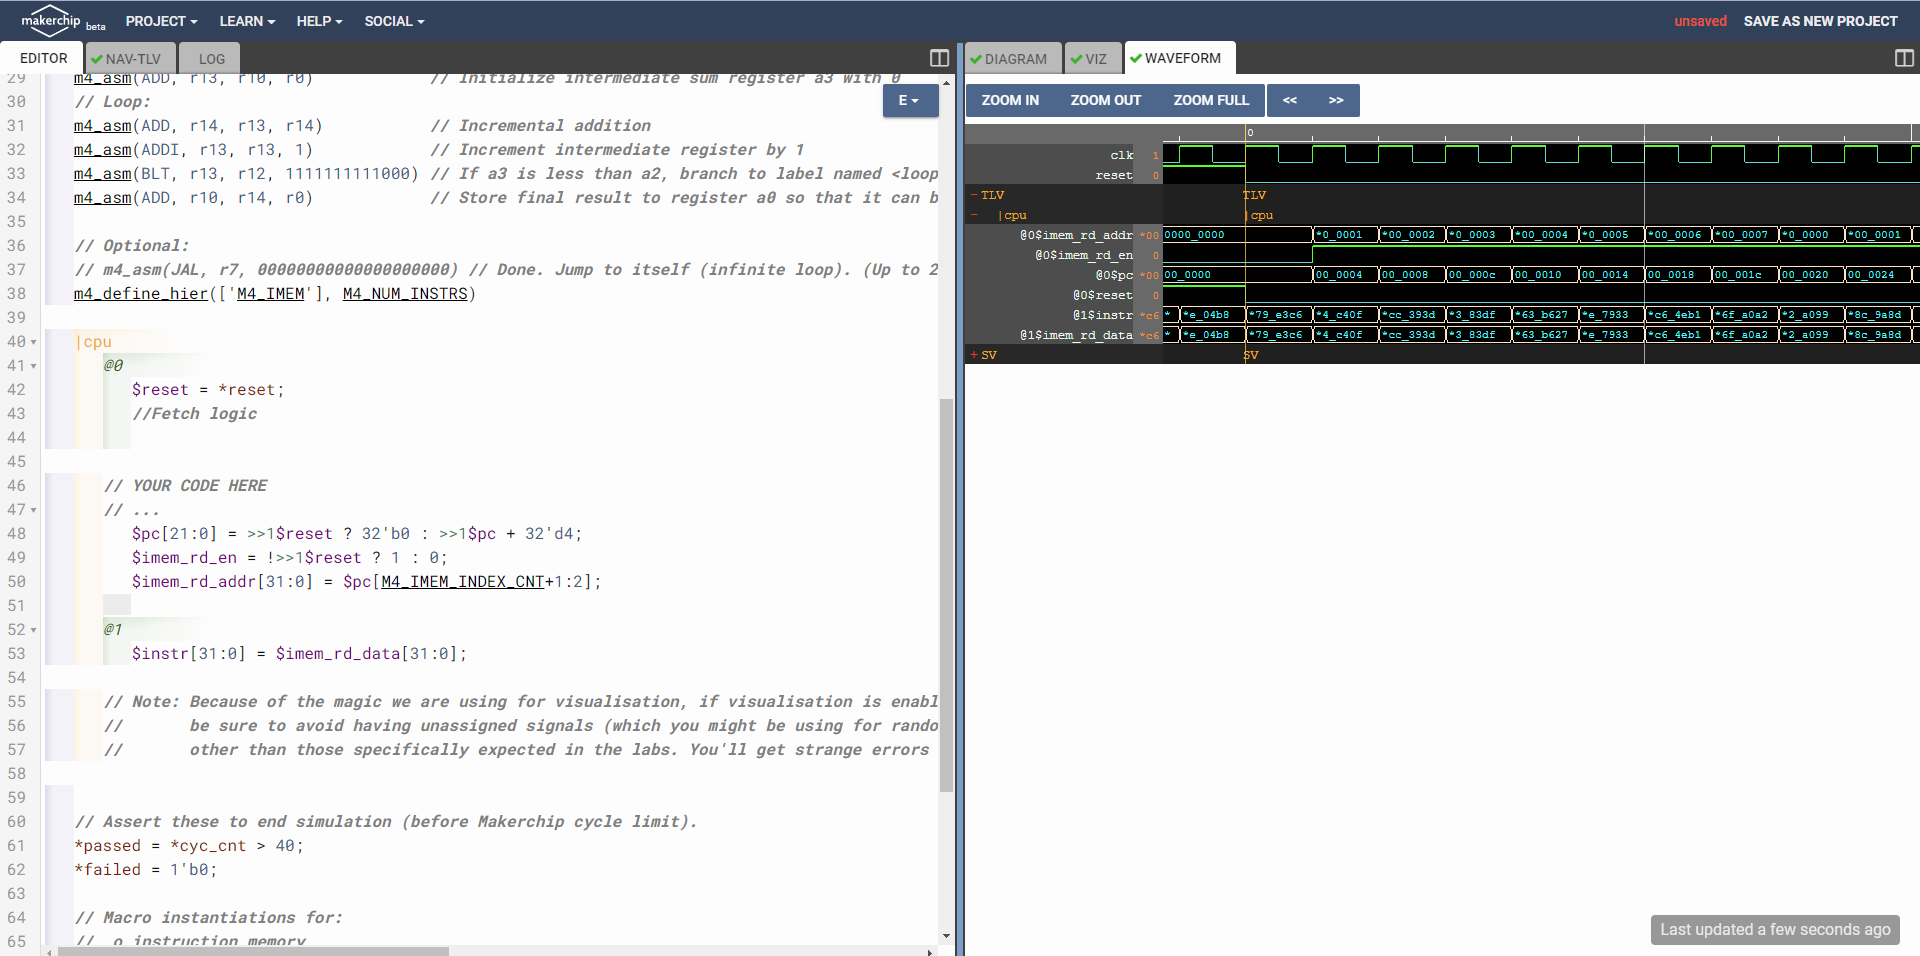 makerchip beta PROJECT LEARN HELP SOCIAL unsaved SAVE AS NEW PROJECT
EDITOR NAV-TLV LOG
29 m4_asm(ADD, r13, r10, r0) // Initialize intermediate sum register a3 with 0
E
30 // Loop:
31 m4_asm(ADD, r14, r13, r14) // Incremental addition
32 m4_asm(ADDI, r13, r13, 1) // Increment intermediate register by 1
33 m4_asm(BLT, r13, r12, 1111111111000) // If a3 is less than a2, branch to label named <loop
34 m4_asm(ADD, r10, r14, r0) // Store final result to register a0 so that it can b
35
36 // Optional:
37 // m4_asm(JAL, r7, 00000000000000000000) // Done. Jump to itself (infinite loop). (Up to 2
38 m4_define_hier(['M4_IMEM'], M4_NUM_INSTRS)
39
40 |cpu
41 @0
42 $reset = *reset;
43 //Fetch logic
44
45
46 // YOUR CODE HERE
47 // ...
48 $pc[21:0] = >>1$reset ? 32'b0 : >>1$pc + 32'd4;
49 $imem_rd_en = !>>1$reset ? 1 : 0;
50 $imem_rd_addr[31:0] = $pc[M4_IMEM_INDEX_CNT+1:2];
51
52 @1
53 $instr[31:0] = $imem_rd_data[31:0];
54
55 // Note: Because of the magic we are using for visualisation, if visualisation is enabl
56 // be sure to avoid having unassigned signals (which you might be using for rando
57 // other than those specifically expected in the labs. You'll get strange errors
58
59
60 // Assert these to end simulation (before Makerchip cycle limit).
61 *passed = *cyc_cnt > 40;
62 *failed = 1'b0;
63
64 // Macro instantiations for:
65 // o instruction memory
DIAGRAM VIZ WAVEFORM
ZOOM IN ZOOM OUT ZOOM FULL << >>
0
clk 1
reset 0
- TLV TLV
- |cpu |cpu
@0$imem_rd_addr *00 0000_0000 *0_0001 *00_0002 *0_0003 *00_0004 *0_0005 *00_0006 *00_0007 *0_0000 *00_0001
@0$imem_rd_en 0
@0$pc *00 00_0000 00_0004 00_0008 00_000c 00_0010 00_0014 00_0018 00_001c 00_0020 00_0024
@0$reset 0
@1$instr *c6 * *e_04b8 *79_e3c6 *4_c40f *cc_393d *3_83df *63_b627 *e_7933 *c6_4eb1 *6f_a0a2 *2_a099 *8c_9a8d
@1$imem_rd_data *c6 * *e_04b8 *79_e3c6 *4_c40f *cc_393d *3_83df *63_b627 *e_7933 *c6_4eb1 *6f_a0a2 *2_a099 *8c_9a8d
+ SV SV
Last updated a few seconds ago